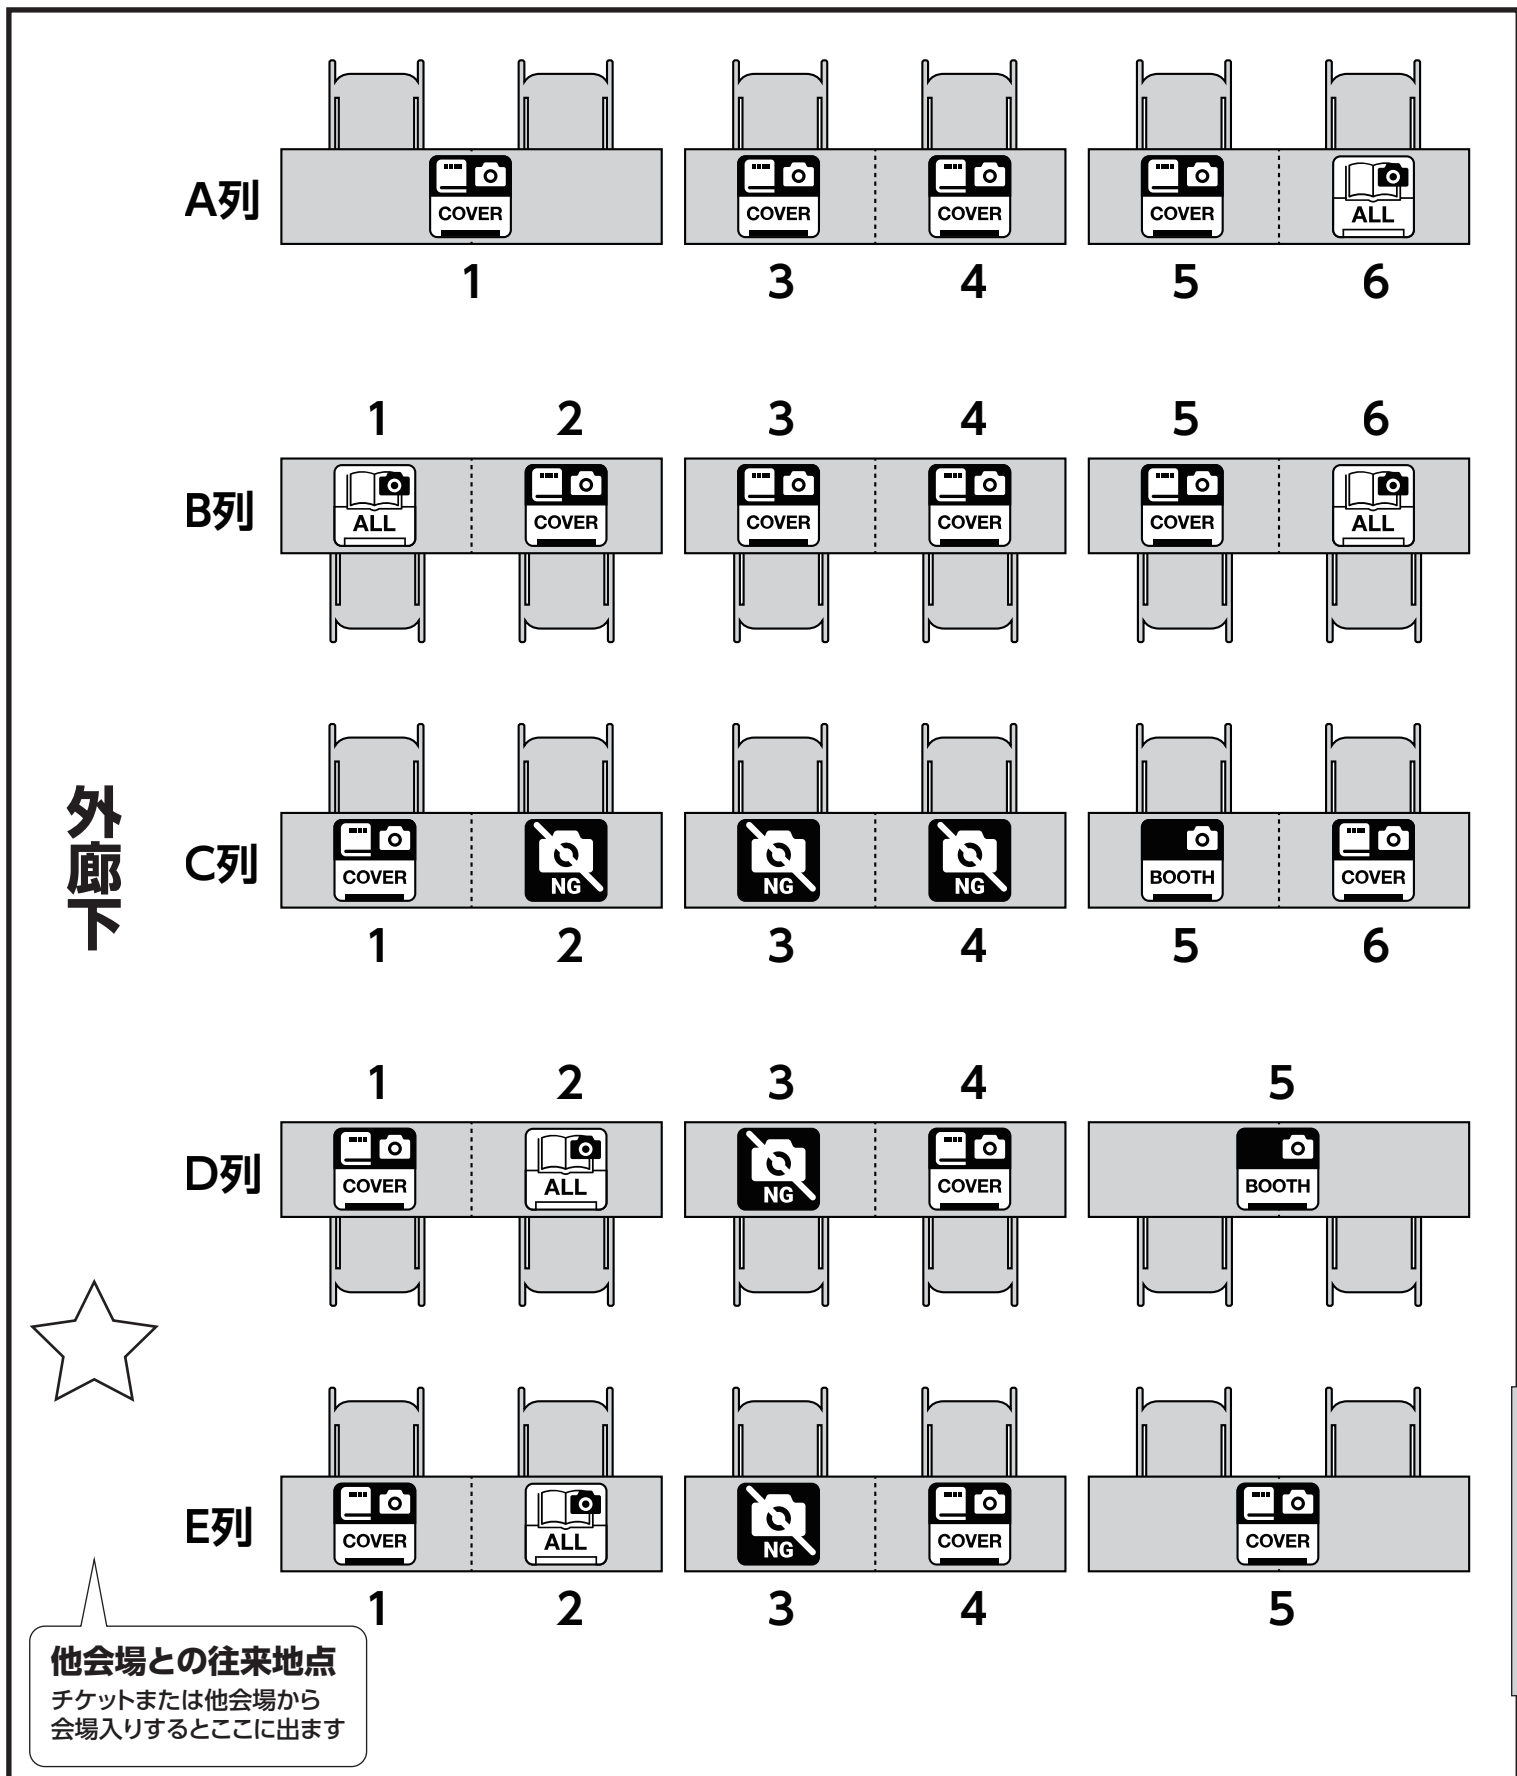 COVER COVER COVER COVER ALL
A列
1 3 4 5 6
1 2 3 4 5 6
B列
ALL COVER COVER COVER COVER ALL
外廊下
C列
COVER NG NG NG BOOTH COVER
1 2 3 4 5 6
1 2 3 4 5
D列
COVER ALL NG COVER BOOTH
E列
COVER ALL NG COVER COVER
1 2 3 4 5
他会場との往来地点
チケットまたは他会場から
会場入りするとここに出ます